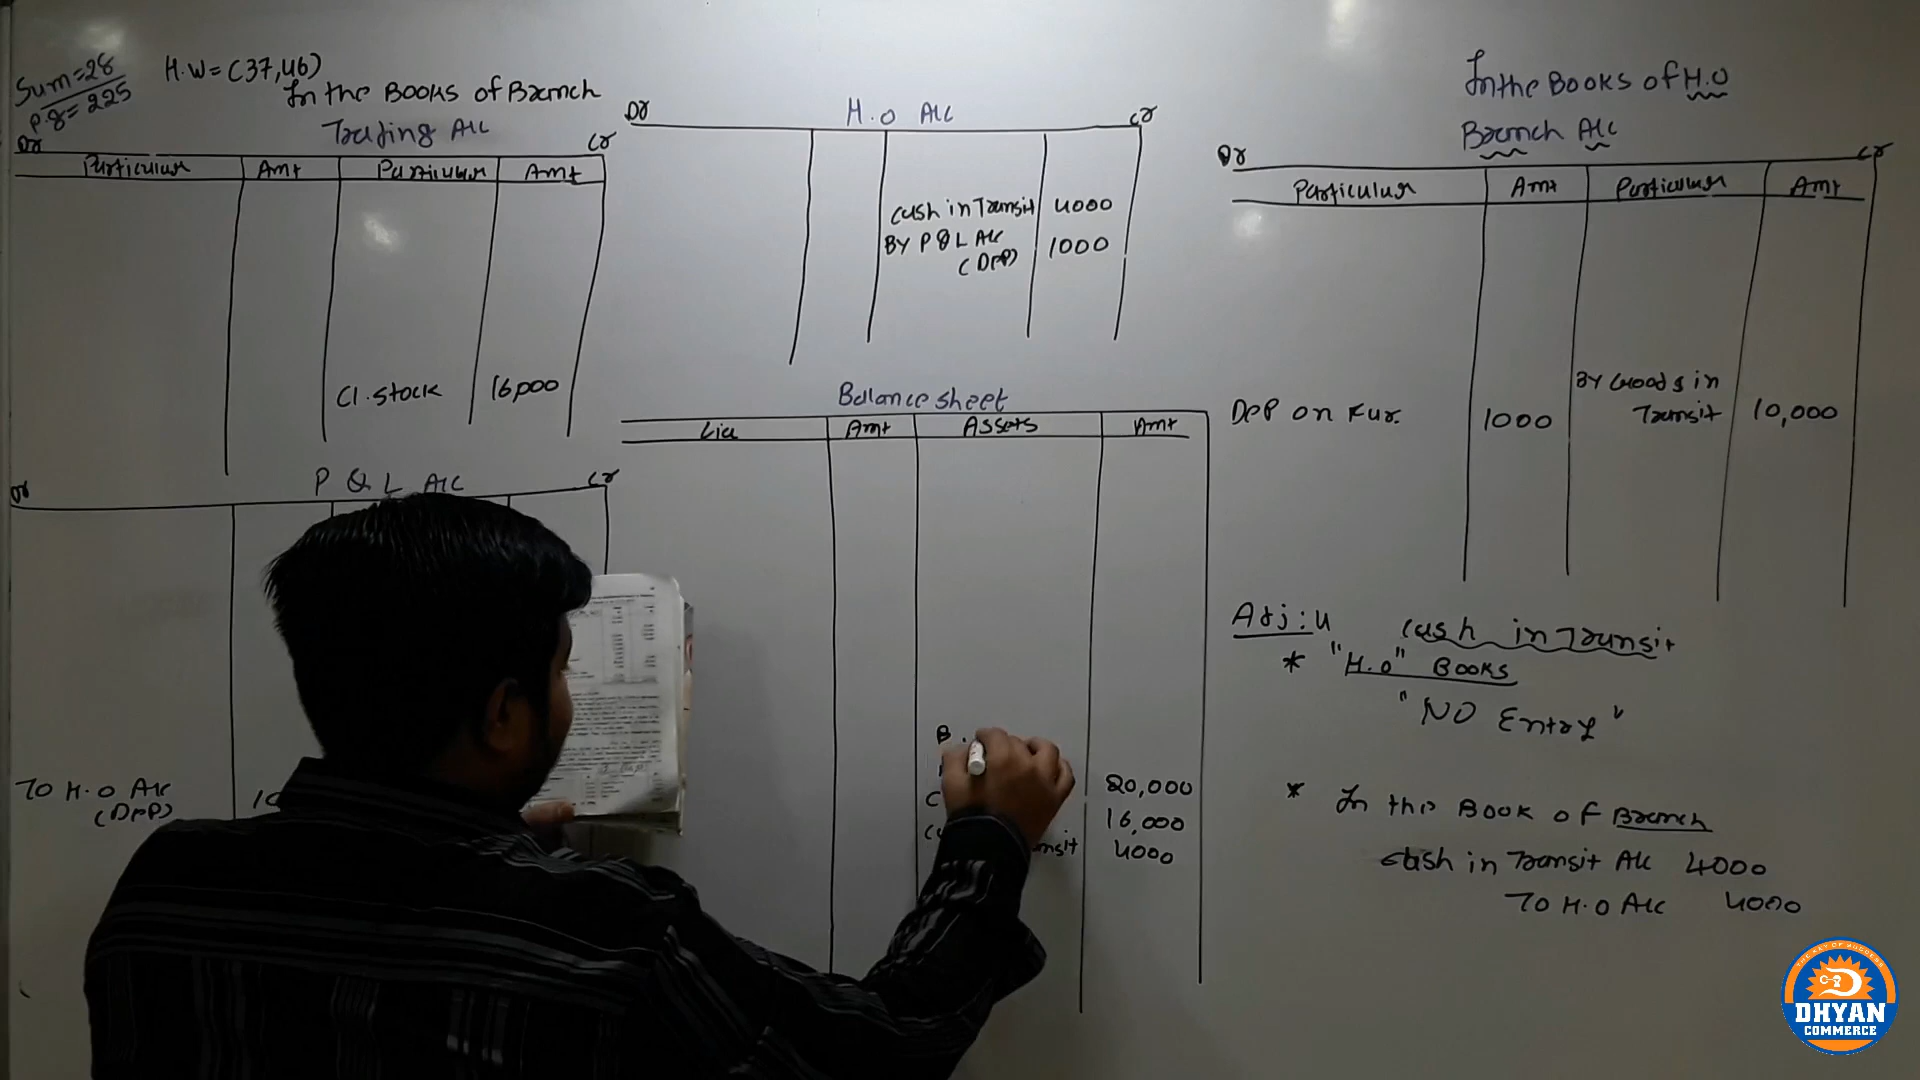 Sum=28
P.g=225
H.W=(37,46)
In the Books of Branch
Trading A/c
Dr
Cr
Particular Amt Particular Amt
Cl.stock 16,000
P & L A/c
Dr
Cr
To H.O A/c
(Dep)
H.O A/c
Dr
Cr
Cash in Transit 4000
By P & L A/c 1000
(Dep)
Balance sheet
Lia Amt Assets Amt
B.
20,000
16,000
4000
In the Books of H.O
Branch A/c
Dr
Cr
Particular Amt Particular Amt
Dep on Fur. 1000
By Goods in
Transit 10,000
Adj:4 Cash in Transit
* "H.O" Books
"NO Entry"
* In the Book of Branch
Cash in Transit A/c 4000
To H.O A/c 4000
DHYAN
COMMERCE